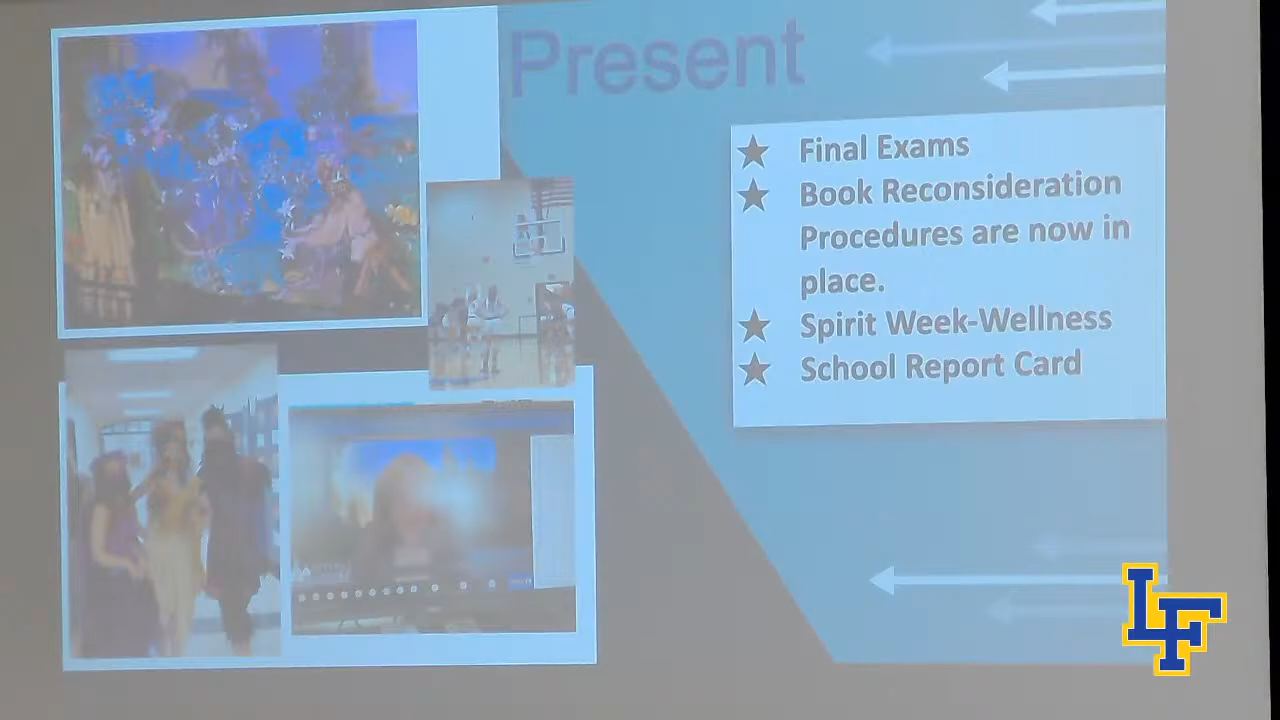 Present
★ Final Exams
★ Book Reconsideration
Procedures are now in
place.
★ Spirit Week-Wellness
★ School Report Card
LF